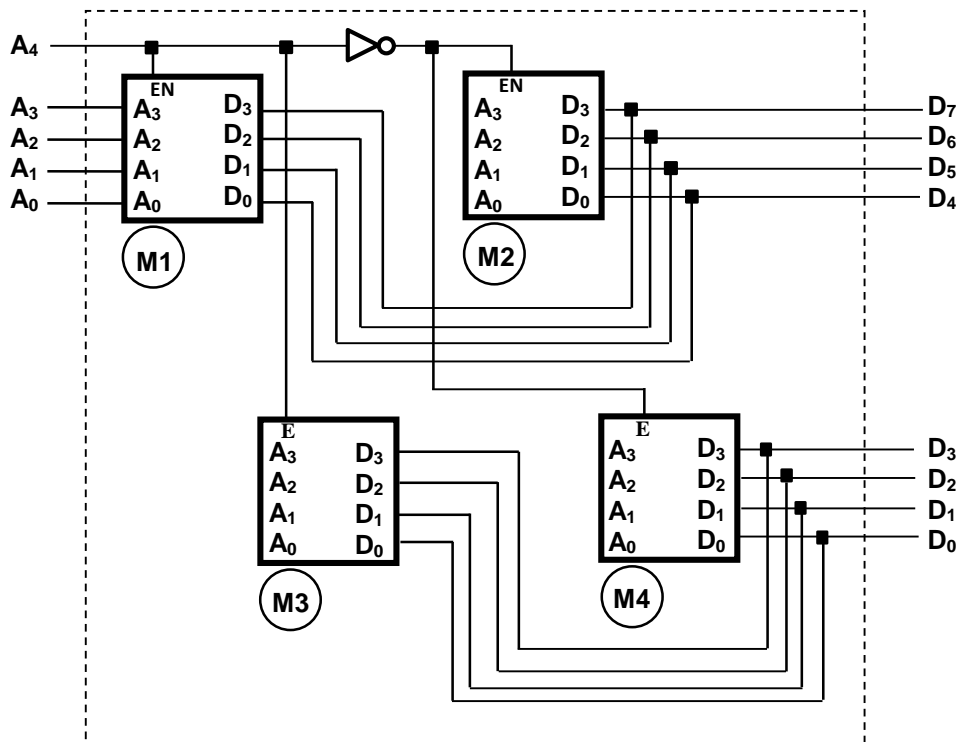 A₄
EN
EN
A₃ A₃ D₃ A₃ D₃ D₇
A₂ A₂ D₂ A₂ D₂ D₆
A₁ A₁ D₁ A₁ D₁ D₅
A₀ A₀ D₀ A₀ D₀ D₄
M1
M2
E
E
A₃ D₃ A₃ D₃ D₃
A₂ D₂ A₂ D₂ D₂
A₁ D₁ A₁ D₁ D₁
A₀ D₀ A₀ D₀ D₀
M3
M4